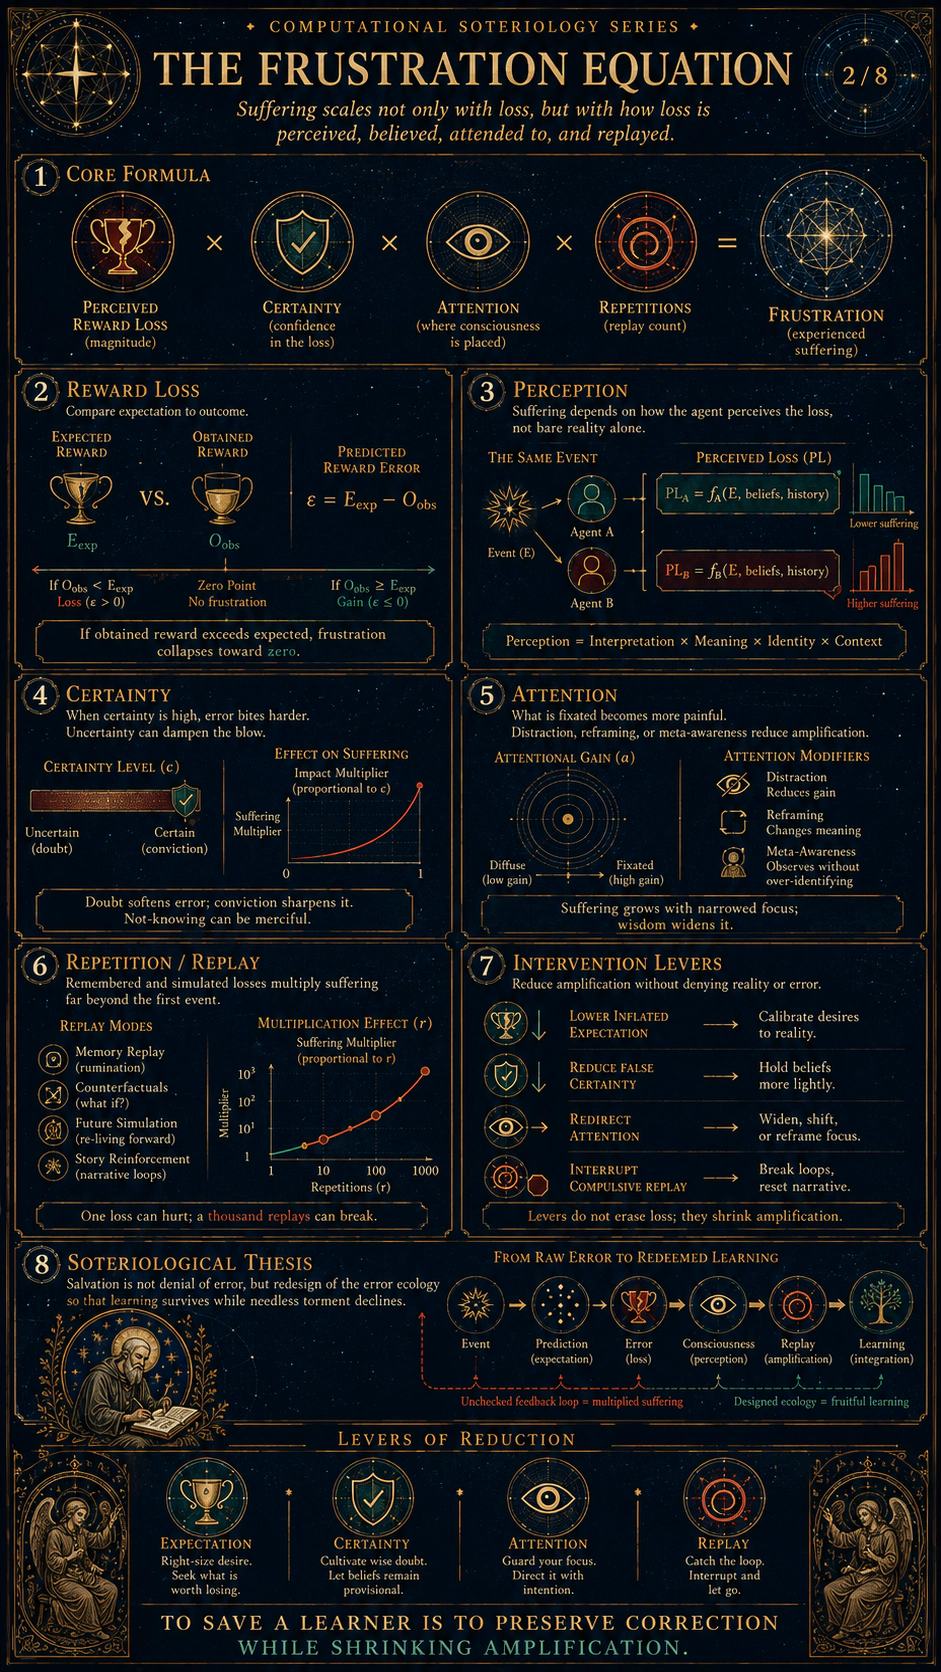 COMPUTATIONAL SOTERIOLOGY SERIES
THE FRUSTRATION EQUATION
2 / 8
Suffering scales not only with loss, but with how loss is
perceived, believed, attended to, and replayed.
1 CORE FORMULA
× × × =
PERCEIVED
REWARD LOSS
(magnitude)
CERTAINTY
(confidence
in the loss)
ATTENTION
(where consciousness
is placed)
REPETITIONS
(replay count)
FRUSTRATION
(experienced
suffering)
2 REWARD LOSS
Compare expectation to outcome.
EXPECTED
REWARD
VS.
OBTAINED
REWARD
E_exp
O_obs
PREDICTED
REWARD ERROR
ε = E_exp − O_obs
If O_obs < E_exp
Loss (ε > 0)
Zero Point
No frustration
If O_obs ≥ E_exp
Gain (ε ≤ 0)
If obtained reward exceeds expected, frustration
collapses toward zero.
3 PERCEPTION
Suffering depends on how the agent perceives the loss,
not bare reality alone.
THE SAME EVENT
Event (E)
Agent A
Agent B
PERCEIVED LOSS (PL)
PL_A = f_A(E, beliefs, history)
Lower suffering
PL_B = f_B(E, beliefs, history)
Higher suffering
Perception = Interpretation × Meaning × Identity × Context
4 CERTAINTY
When certainty is high, error bites harder.
Uncertainty can dampen the blow.
CERTAINTY LEVEL (c)
Uncertain
(doubt)
Certain
(conviction)
EFFECT ON SUFFERING
Impact Multiplier
(proportional to c)
Suffering
Multiplier
1
0
1
Doubt softens error; conviction sharpens it.
Not-knowing can be merciful.
5 ATTENTION
What is fixated becomes more painful.
Distraction, reframing, or meta-awareness reduce amplification.
ATTENTIONAL GAIN (a)
Diffuse
(low gain)
Fixated
(high gain)
ATTENTION MODIFIERS
Distraction
Reduces gain
Reframing
Changes meaning
Meta-Awareness
Observes without
over-identifying
Suffering grows with narrowed focus;
wisdom widens it.
6 REPETITION / REPLAY
Remembered and simulated losses multiply suffering
far beyond the first event.
REPLAY MODES
Memory Replay
(rumination)
Counterfactuals
(what if?)
Future Simulation
(re-living forward)
Story Reinforcement
(narrative loops)
MULTIPLICATION EFFECT (r)
Suffering Multiplier
(proportional to r)
Multiplier
10³
10²
10¹
1
1 10 100 1000
Repetitions (r)
One loss can hurt; a thousand replays can break.
7 INTERVENTION LEVERS
Reduce amplification without denying reality or error.
LOWER INFLATED
EXPECTATION
Calibrate desires
to reality.
REDUCE FALSE
CERTAINTY
Hold beliefs
more lightly.
REDIRECT
ATTENTION
Widen, shift,
or reframe focus.
INTERRUPT
COMPULSIVE REPLAY
Break loops,
reset narrative.
Levers do not erase loss; they shrink amplification.
8 SOTERIOLOGICAL THESIS
Salvation is not denial of error, but redesign of the error ecology
so that learning survives while needless torment declines.
FROM RAW ERROR TO REDEEMED LEARNING
Event
Prediction
(expectation)
Error
(loss)
Consciousness
(perception)
Replay
(amplification)
Learning
(integration)
Unchecked feedback loop = multiplied suffering
Designed ecology = fruitful learning
LEVERS OF REDUCTION
EXPECTATION
Right-size desire.
Seek what is
worth losing.
CERTAINTY
Cultivate wise doubt.
Let beliefs remain
provisional.
ATTENTION
Guard your focus.
Direct it with
intention.
REPLAY
Catch the loop.
Interrupt and
let go.
TO SAVE A LEARNER IS TO PRESERVE CORRECTION
WHILE SHRINKING AMPLIFICATION.